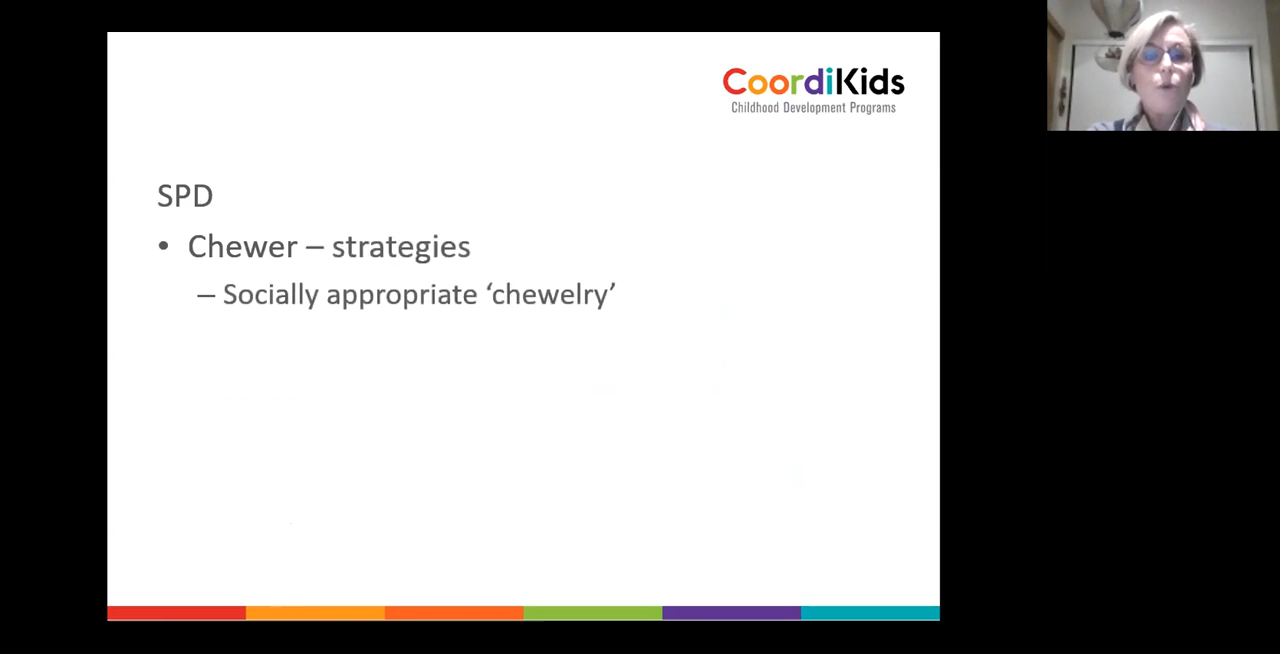 CoordiKids
Childhood Development Programs
SPD
• Chewer – strategies
– Socially appropriate ‘chewelry’